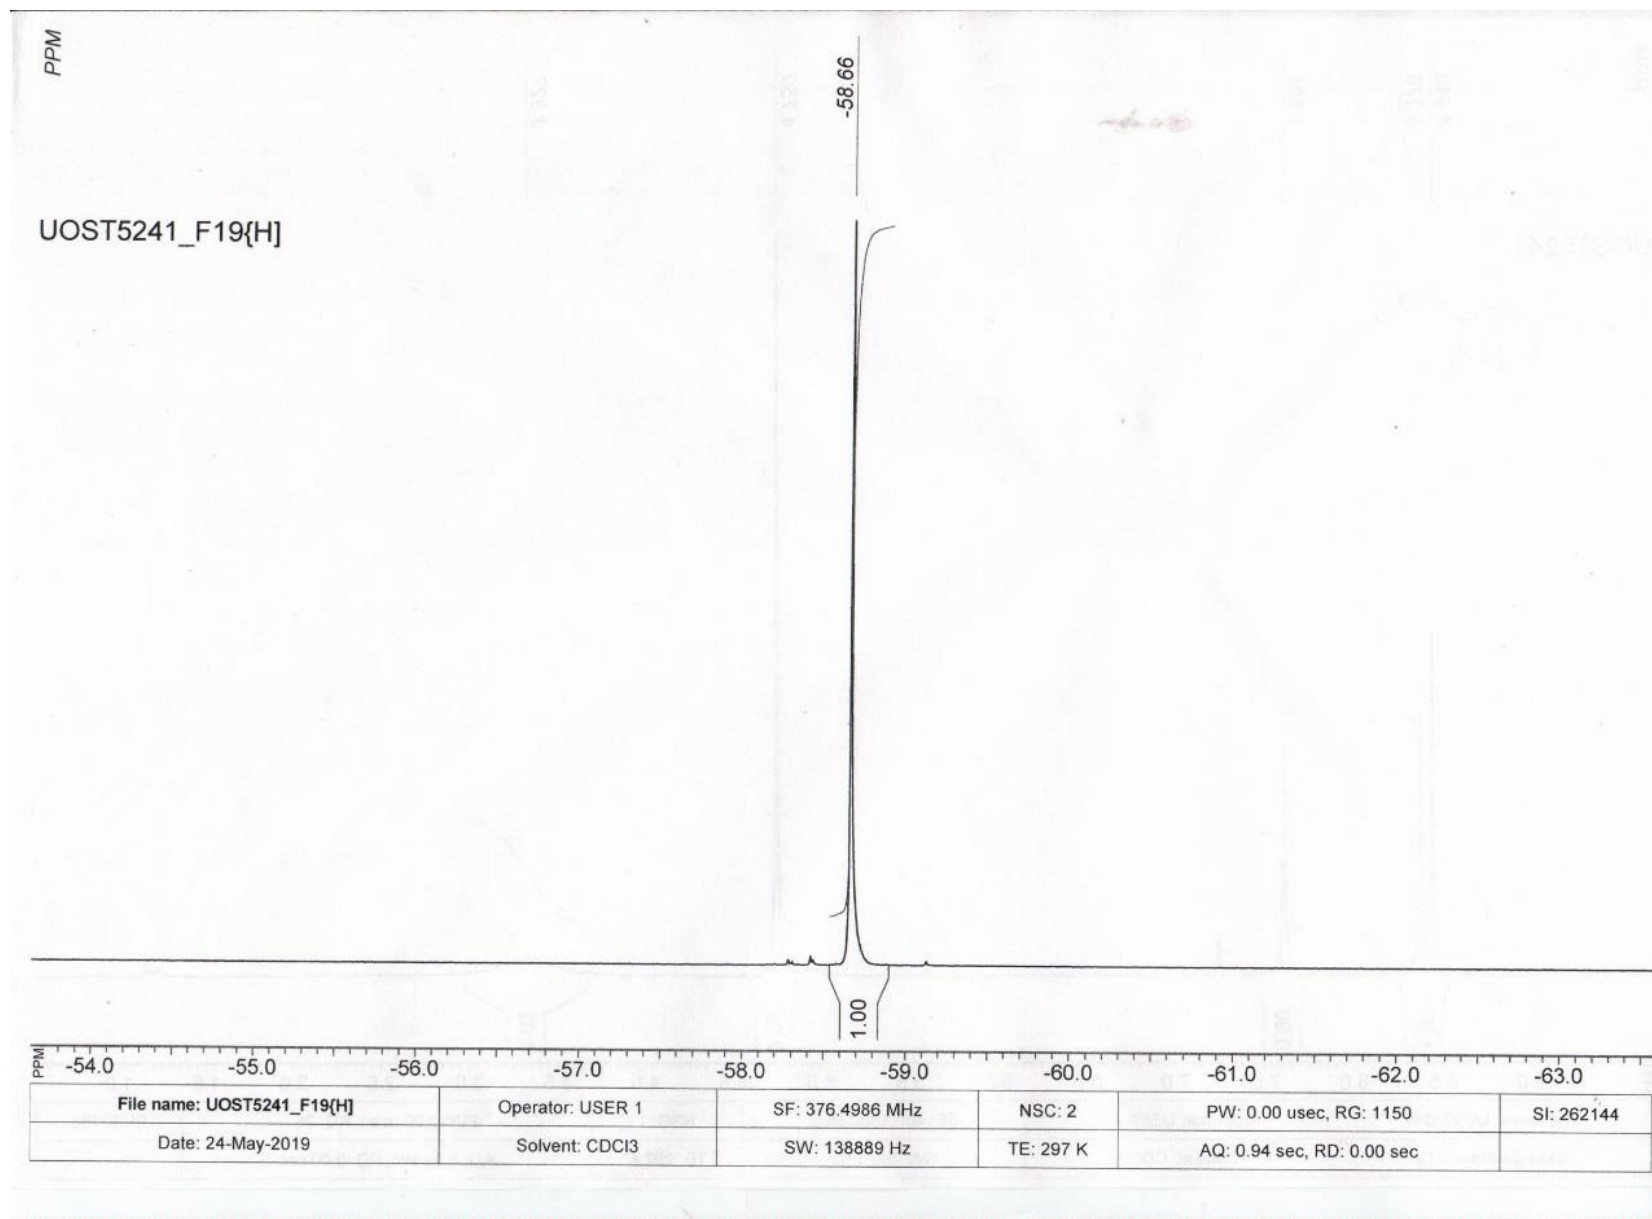 PPM
-58.66
UOST5241_F19{H]
1.00
PPM -54.0 -55.0 -56.0 -57.0 -58.0 -59.0 -60.0 -61.0 -62.0 -63.0
File name: UOST5241_F19{H] Operator: USER 1 SF: 376.4986 MHz NSC: 2 PW: 0.00 usec, RG: 1150 SI: 262144
Date: 24-May-2019 Solvent: CDCl3 SW: 138889 Hz TE: 297 K AQ: 0.94 sec, RD: 0.00 sec